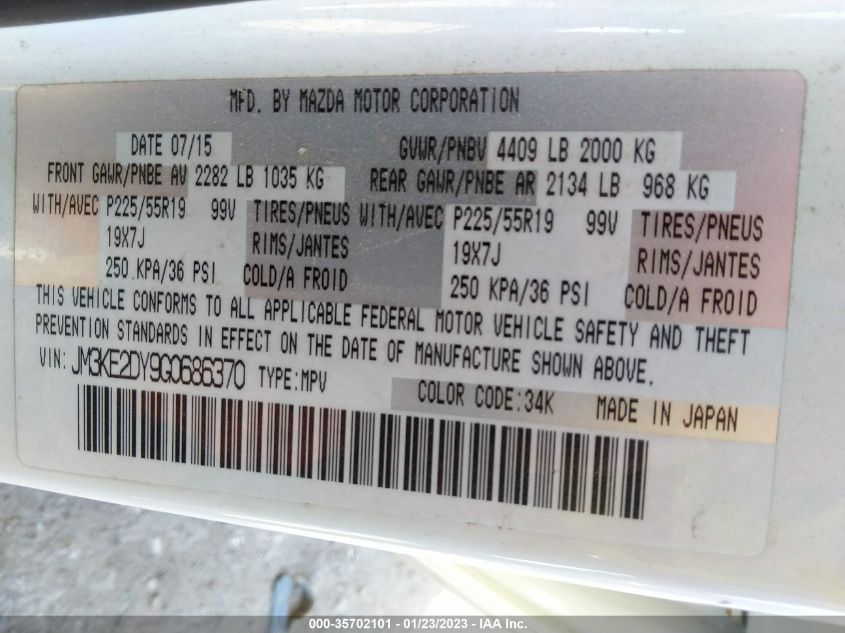 MFD. BY MAZDA MOTOR CORPORATION
DATE 07/15 GVWR/PNBV 4409 LB 2000 KG
FRONT GAWR/PNBE AV 2282 LB 1035 KG REAR GAWR/PNBE AR 2134 LB 968 KG
WITH/AVEC P225/55R19 99V TIRES/PNEUS WITH/AVEC P225/55R19 99V TIRES/PNEUS
19X7J RIMS/JANTES 19X7J RIMS/JANTES
250 KPA/36 PSI COLD/A FROID 250 KPA/36 PSI COLD/A FROID
THIS VEHICLE CONFORMS TO ALL APPLICABLE FEDERAL MOTOR VEHICLE SAFETY AND THEFT
PREVENTION STANDARDS IN EFFECT ON THE DATE OF MANUFACTURE SHOWN ABOVE.
VIN: JM3KE2DY9G0686370 TYPE:MPV
COLOR CODE:34K MADE IN JAPAN
000-35702101 - 01/23/2023 - IAA Inc.